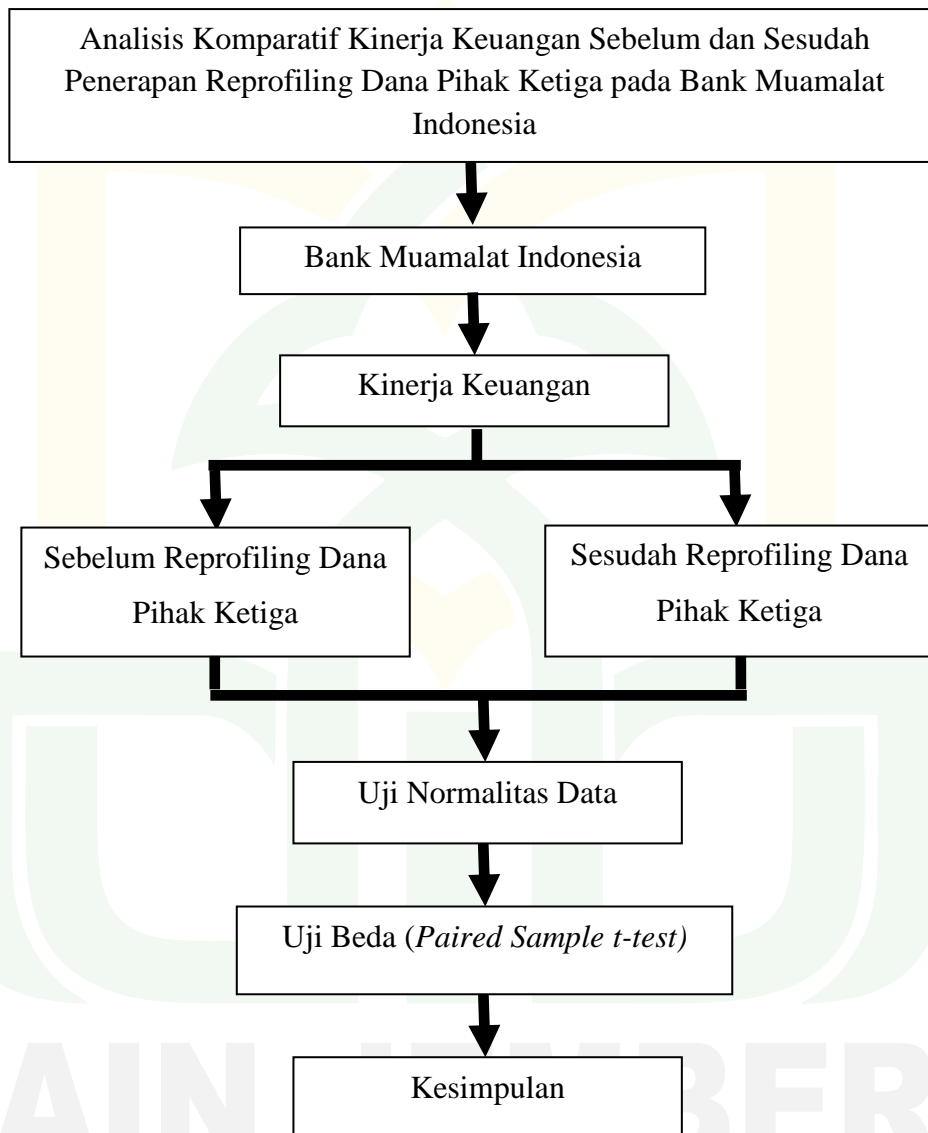 Analisis Komparatif Kinerja Keuangan Sebelum dan Sesudah
Penerapan Reprofiling Dana Pihak Ketiga pada Bank Muamalat
Indonesia
Bank Muamalat Indonesia
Kinerja Keuangan
Sebelum Reprofiling Dana
Pihak Ketiga
Sesudah Reprofiling Dana
Pihak Ketiga
Uji Normalitas Data
Uji Beda (Paired Sample t-test)
Kesimpulan